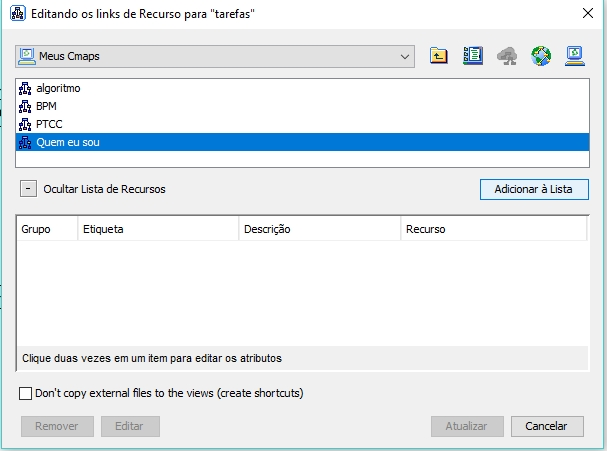 Editando os links de Recurso para "tarefas"
Meus Cmaps
algoritmo
BPM
PTCC
Quem eu sou
- Ocultar Lista de Recursos
Adicionar à Lista
Grupo Etiqueta Descrição Recurso
Clique duas vezes em um item para editar os atributos
Don't copy external files to the views (create shortcuts)
Remover Editar Atualizar Cancelar